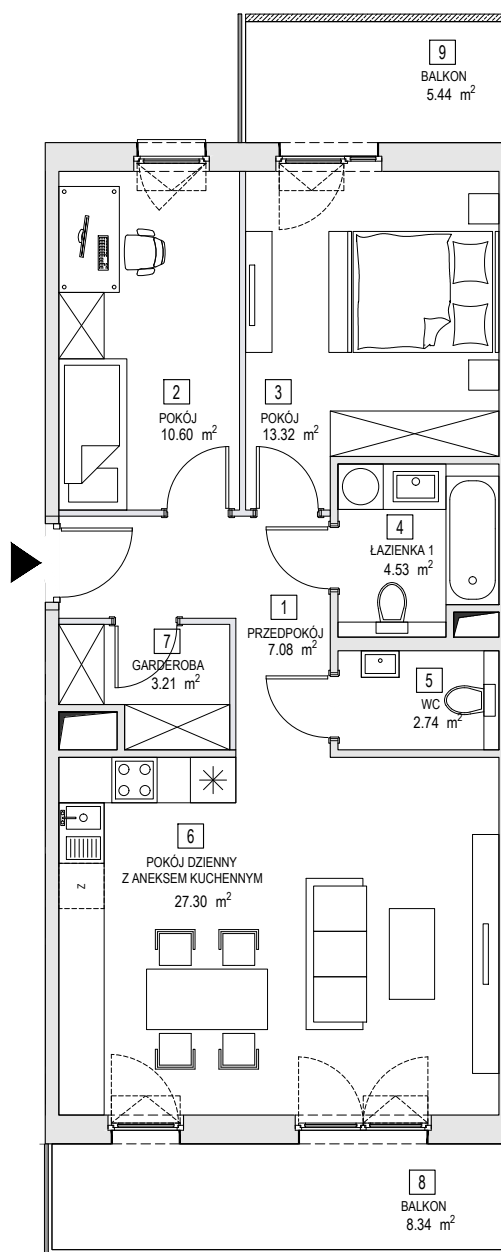 9
BALKON
5.44 m²
2
POKÓJ
10.60 m²
3
POKÓJ
13.32 m²
4
ŁAZIENKA 1
4.53 m²
1
PRZEDPOKÓJ
7.08 m²
7
GARDEROBA
3.21 m²
5
WC
2.74 m²
6
POKÓJ DZIENNY
Z ANEKSEM KUCHENNYM
27.30 m²
Z
8
BALKON
8.34 m²